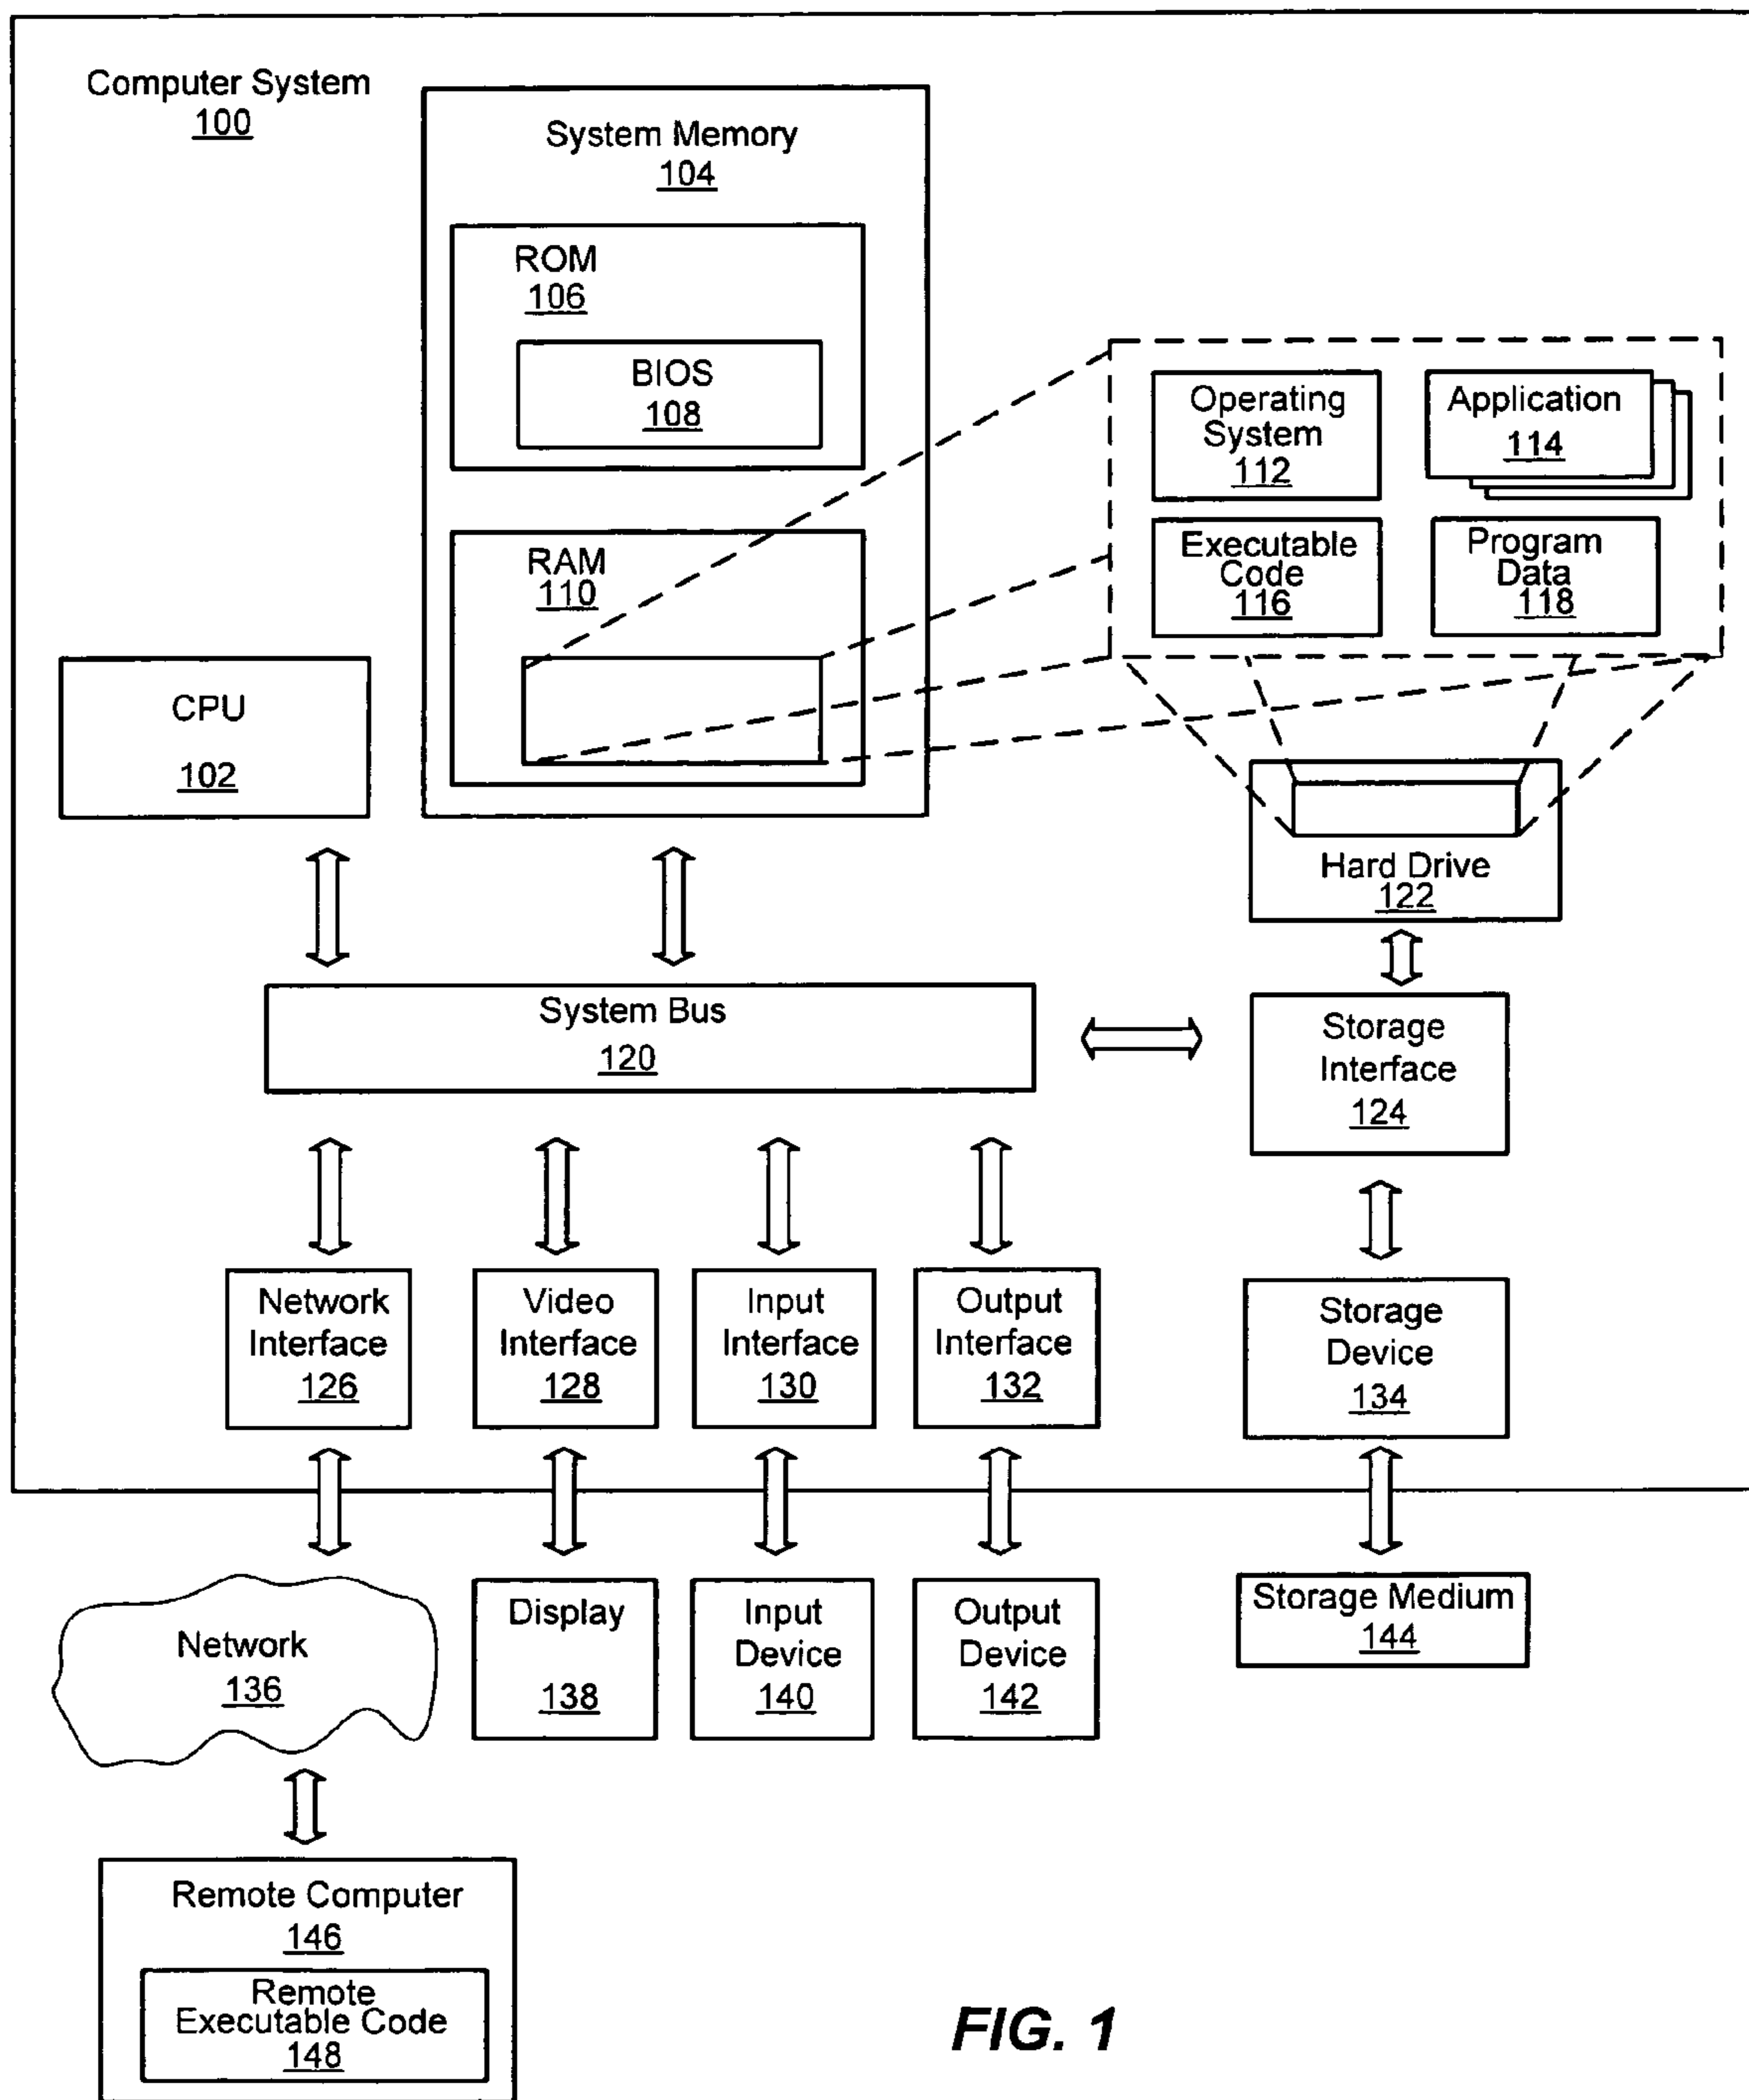 Computer System
100
System Memory
104
ROM
106
BIOS
108
RAM
110
Operating
System
112
Application
114
Executable
Code
116
Program
Data
118
CPU
102
Hard Drive
122
System Bus
120
Storage
Interface
124
Network
Interface
126
Video
Interface
128
Input
Interface
130
Output
Interface
132
Storage
Device
134
Network
136
Display
138
Input
Device
140
Output
Device
142
Storage Medium
144
Remote Computer
146
Remote
Executable Code
148
FIG. 1